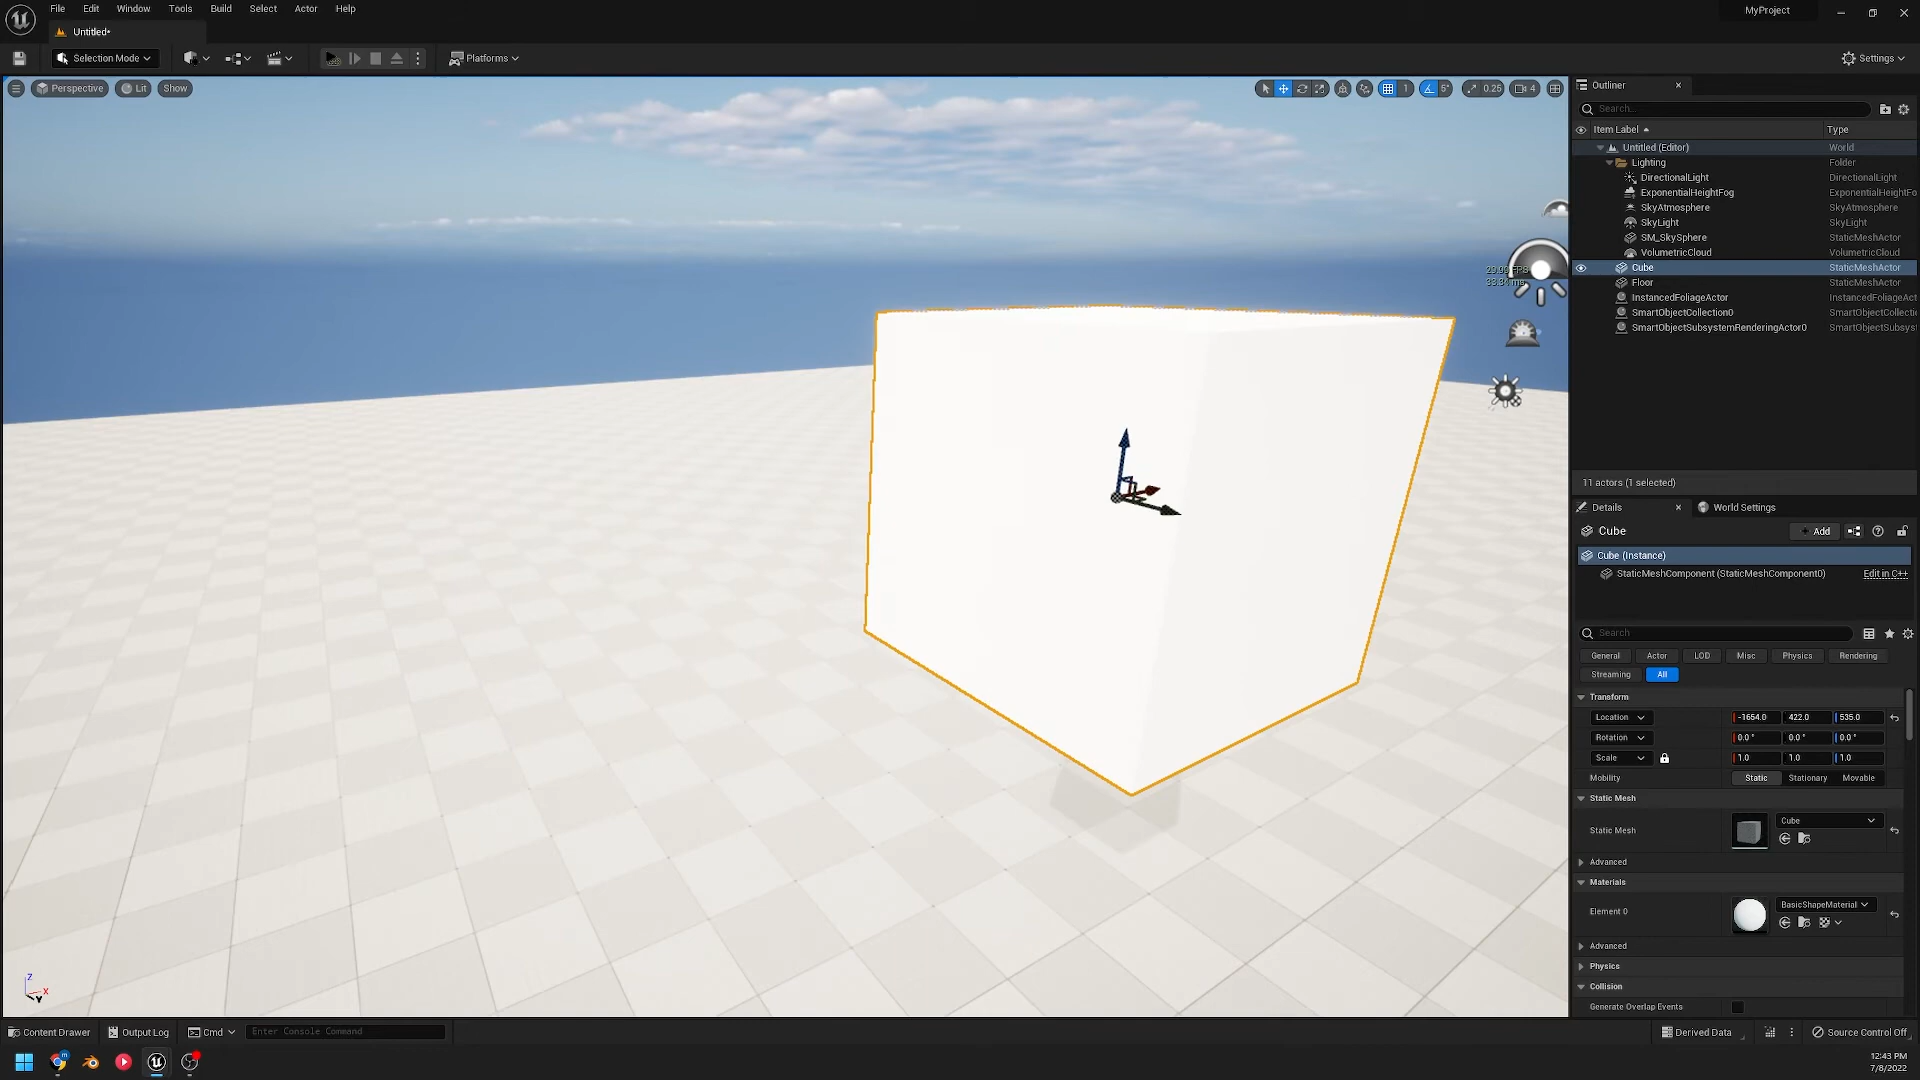 File Edit Window Tools Build Select Actor Help
MyProject
Untitled*
Selection Mode
Platforms
Settings
Perspective Lit Show
1 5° 0.25 4
Outliner
Search...
Item Label Type
Untitled (Editor) World
Lighting Folder
DirectionalLight DirectionalLight
ExponentialHeightFog ExponentialHeightFo
SkyAtmosphere SkyAtmosphere
SkyLight SkyLight
SM_SkySphere StaticMeshActor
VolumetricCloud VolumetricCloud
Cube StaticMeshActor
Floor StaticMeshActor
InstancedFoliageActor InstancedFoliageAct
SmartObjectCollection0 SmartObjectCollecti
SmartObjectSubsystemRenderingActor0 SmartObjectSubsyst
11 actors (1 selected)
Details World Settings
Cube Add
Cube (Instance)
StaticMeshComponent (StaticMeshComponent0) Edit in C++
Search
General Actor LOD Misc Physics Rendering
Streaming All
Transform
Location -1654.0 422.0 535.0
Rotation 0.0 ° 0.0 ° 0.0 °
Scale 1.0 1.0 1.0
Mobility Static Stationary Movable
Static Mesh
Static Mesh Cube
Advanced
Materials
Element 0 BasicShapeMaterial
Advanced
Physics
Collision
Generate Overlap Events
Z
X
Y
Content Drawer Output Log Cmd Enter Console Command
Derived Data Source Control Off
12:43 PM
7/8/2022